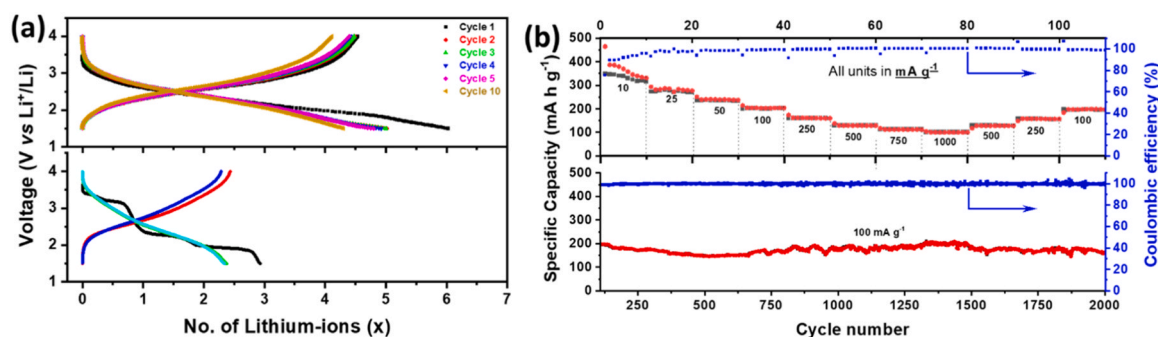 (a)
Cycle 1
Cycle 2
Cycle 3
Cycle 4
Cycle 5
Cycle 10
Voltage (V vs Li⁺/Li)
4
3
2
1
4
3
2
1
0 1 2 3 4 5 6 7
No. of Lithium-ions (x)
(b)
0 20 40 60 80 100
500
400
300
200
100
0
All units in mA g⁻¹
10 25 50 100 250 500 750 1000 500 250 100
100
80
60
40
20
0
Specific Capacity (mA h g⁻¹)
Coulombic efficiency (%)
500
400
300
200
100
0
100 mA g⁻¹
100
80
60
40
20
0
250 500 750 1000 1250 1500 1750 2000
Cycle number